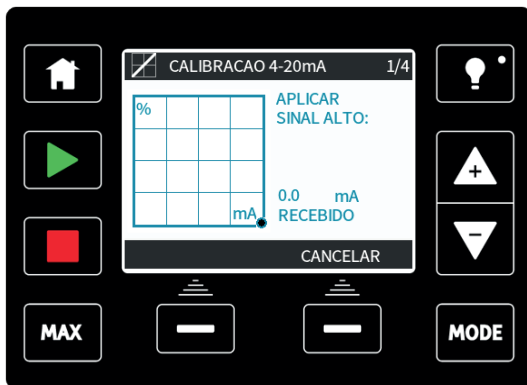 CALIBRACAO 4-20mA 1/4
%
APLICAR
SINAL ALTO:
0.0 mA
mA RECEBIDO
CANCELAR
+
-
MAX
MODE